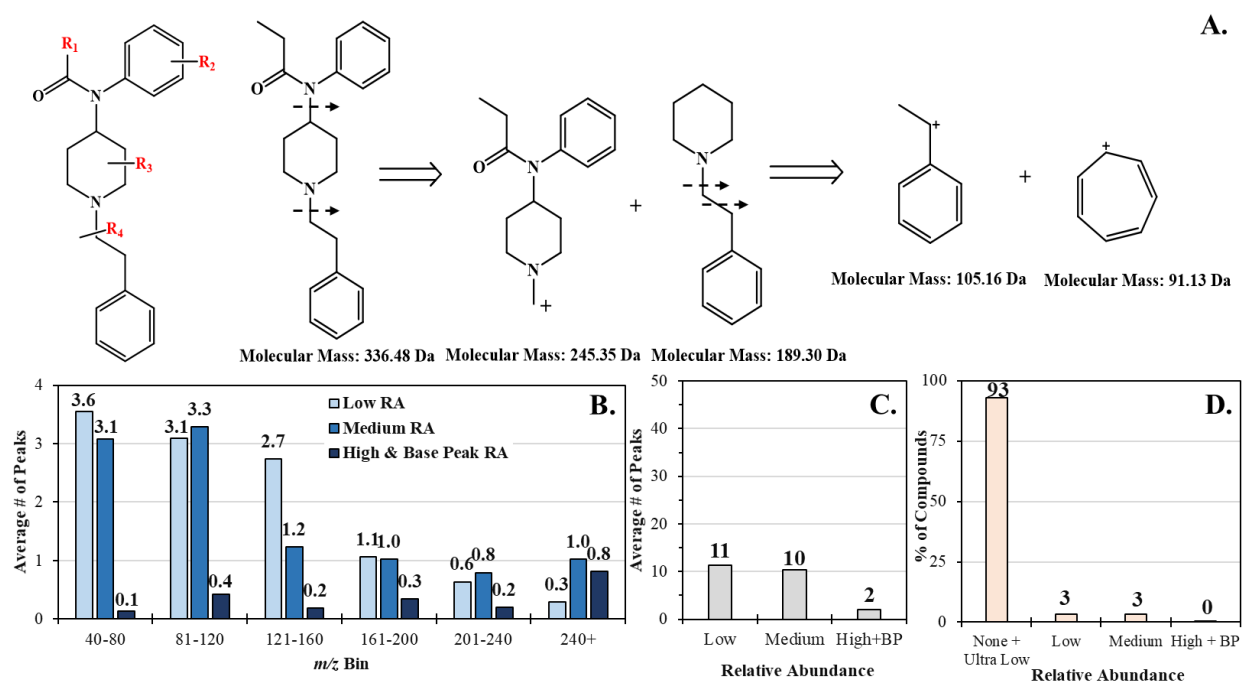 A.
R1
R2
O
N
R3
N
R4
O
N
N
Molecular Mass: 336.48 Da
O
N
N
+
Molecular Mass: 245.35 Da
+
N
Molecular Mass: 189.30 Da
+
Molecular Mass: 105.16 Da
+
+
Molecular Mass: 91.13 Da
B.
Average # of Peaks
4
3
2
1
0
Low RA
Medium RA
High & Base Peak RA
3.6
3.1
0.1
3.1
3.3
0.4
2.7
1.2
0.2
1.1
1.0
0.3
0.6
0.8
0.2
0.3
1.0
0.8
40-80
81-120
121-160
161-200
201-240
240+
m/z Bin
C.
Average # of Peaks
50
40
30
20
10
0
11
10
2
Low
Medium
High+BP
Relative Abundance
D.
% of Compounds
100
75
50
25
0
93
3
3
0
None +
Ultra Low
Low
Medium
High + BP
Relative Abundance